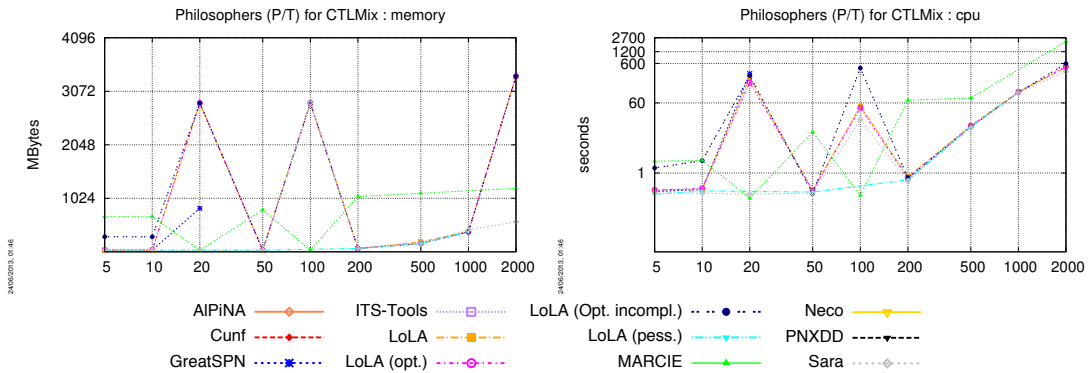 Philosophers (P/T) for CTLMix : memory
4096
3072
2048
1024
MBytes
5 10 20 50 100 200 500 1000 2000
24/06/2013, 01:46
Philosophers (P/T) for CTLMix : cpu
2700
1200
600
60
1
seconds
5 10 20 50 100 200 500 1000 2000
24/06/2013, 01:46
AlPiNA
Cunf
GreatSPN
ITS-Tools
LoLA
LoLA (opt.)
LoLA (Opt. incompl.)
LoLA (pess.)
MARCIE
Neco
PNXDD
Sara